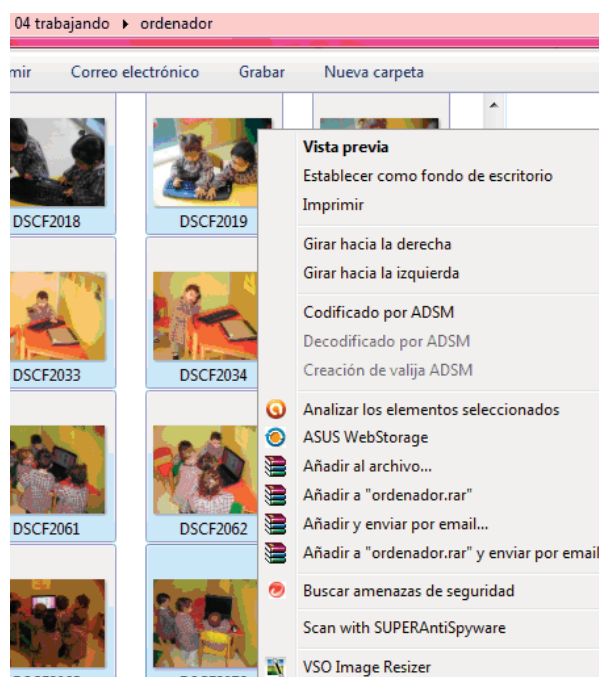 04 trabajando ▸ ordenador
mir Correo electrónico Grabar Nueva carpeta
DSCF2018 DSCF2019
DSCF2033 DSCF2034
DSCF2061 DSCF2062
Vista previa
Establecer como fondo de escritorio
Imprimir
Girar hacia la derecha
Girar hacia la izquierda
Codificado por ADSM
Decodificado por ADSM
Creación de valija ADSM
Analizar los elementos seleccionados
ASUS WebStorage
Añadir al archivo...
Añadir a "ordenador.rar"
Añadir y enviar por email...
Añadir a "ordenador.rar" y enviar por email
Buscar amenazas de seguridad
Scan with SUPERAntiSpyware
VSO Image Resizer